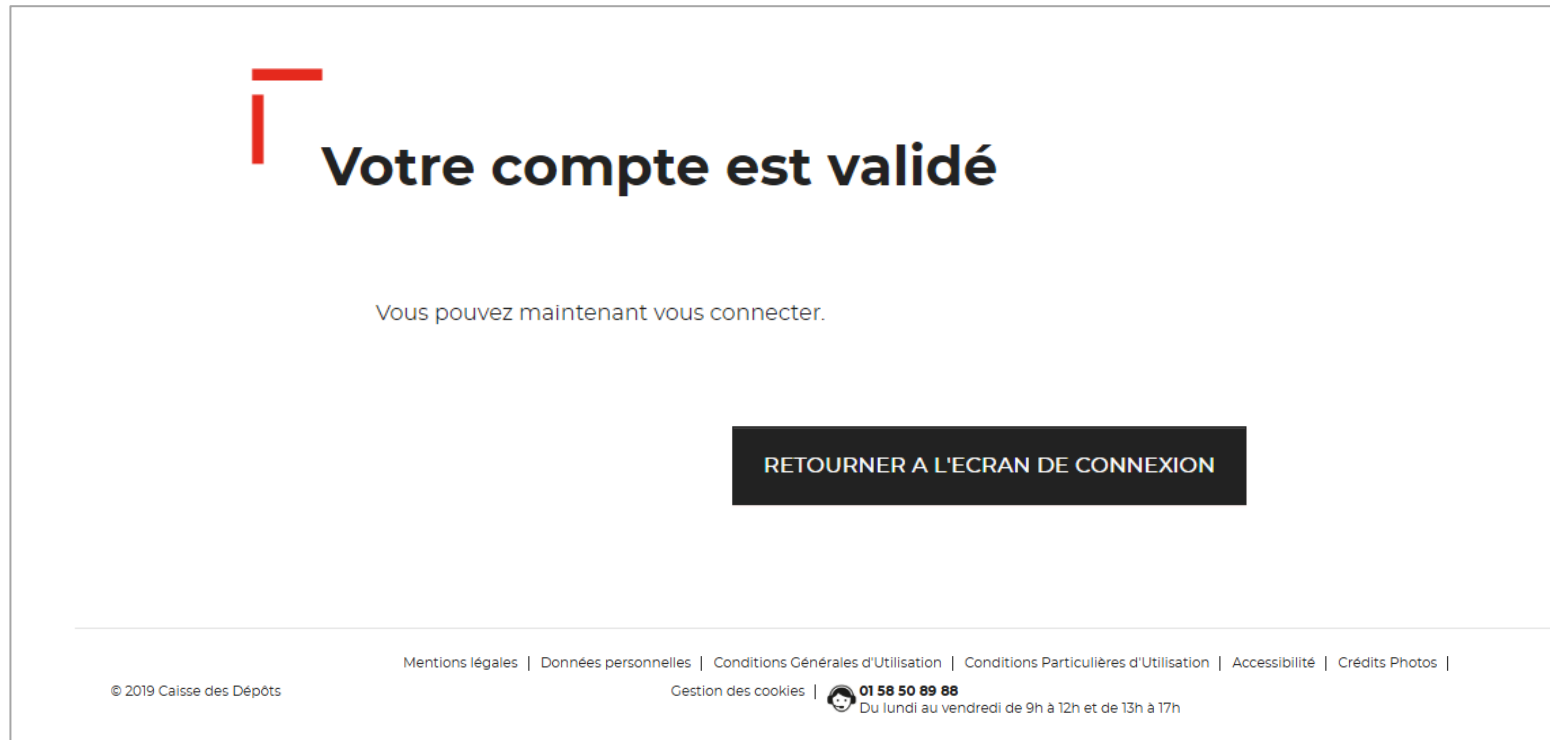 Votre compte est validé
Vous pouvez maintenant vous connecter.
RETOURNER A L'ECRAN DE CONNEXION
Mentions légales | Données personnelles | Conditions Générales d'Utilisation | Conditions Particulières d'Utilisation | Accessibilité | Crédits Photos |
© 2019 Caisse des Dépôts
Gestion des cookies | 01 58 50 89 88
Du lundi au vendredi de 9h à 12h et de 13h à 17h